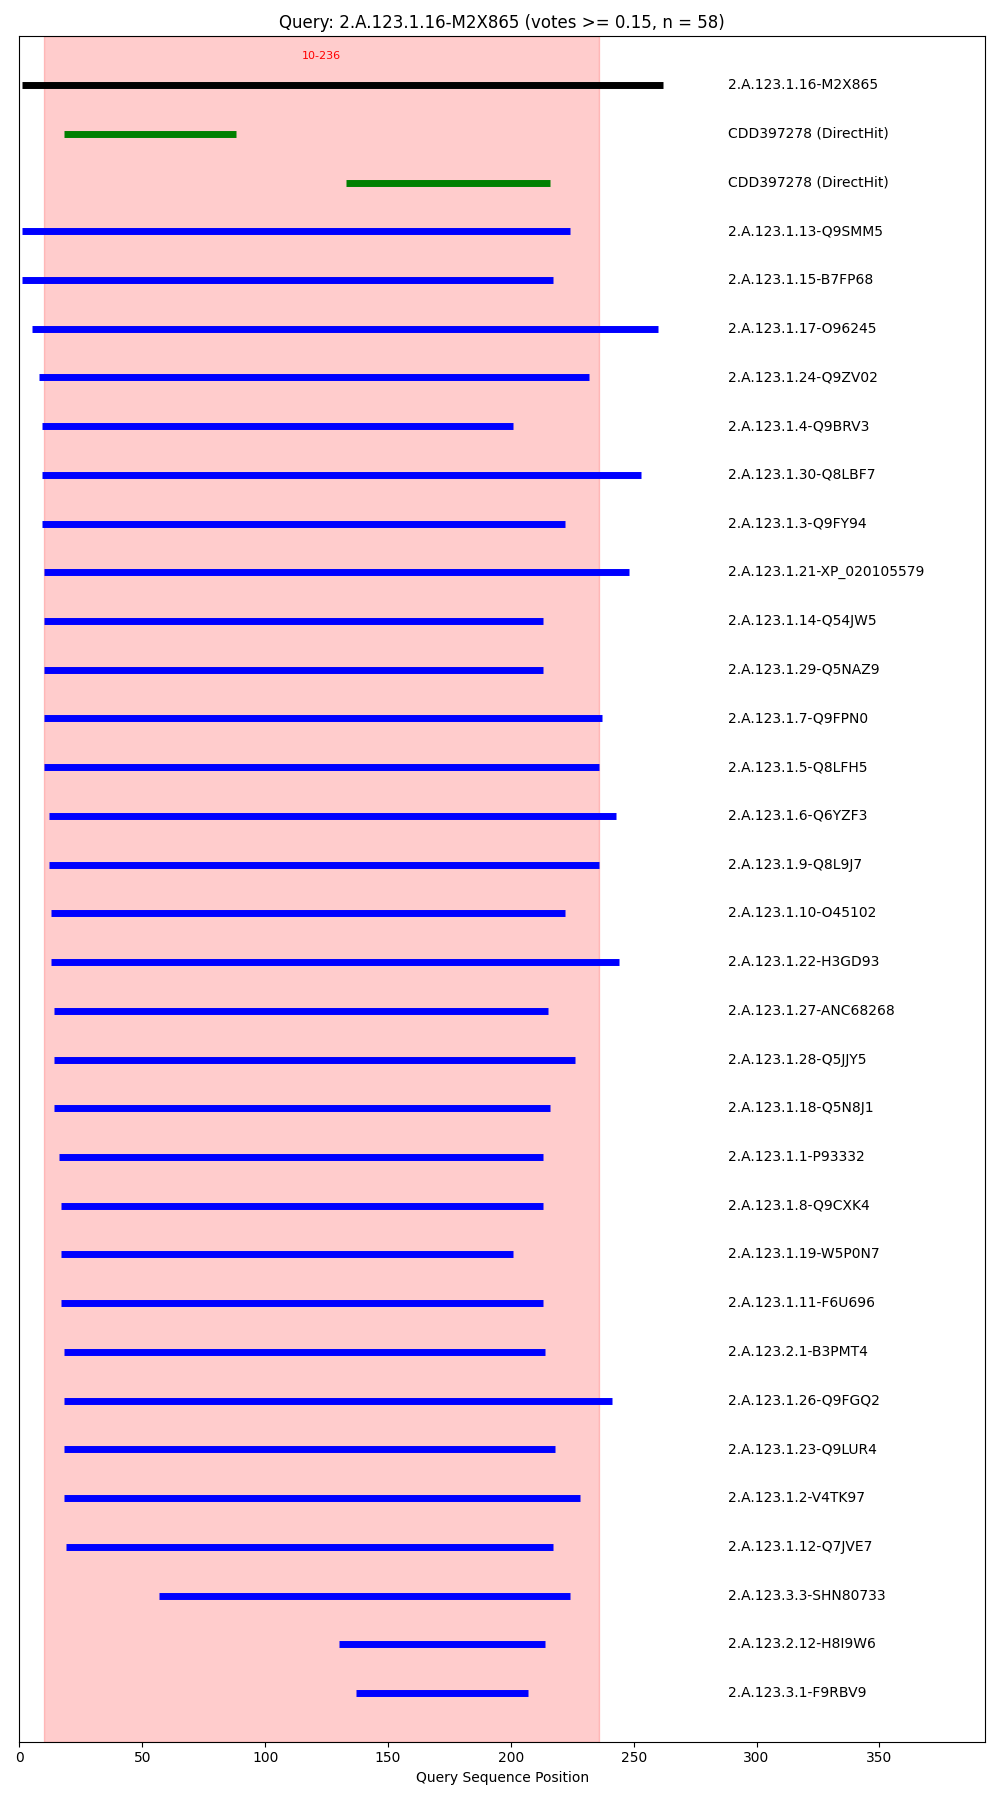 Query: 2.A.123.1.16-M2X865 (votes >= 0.15, n = 58)
10-236
2.A.123.1.16-M2X865
CDD397278 (DirectHit)
CDD397278 (DirectHit)
2.A.123.1.13-Q9SMM5
2.A.123.1.15-B7FP68
2.A.123.1.17-O96245
2.A.123.1.24-Q9ZV02
2.A.123.1.4-Q9BRV3
2.A.123.1.30-Q8LBF7
2.A.123.1.3-Q9FY94
2.A.123.1.21-XP_020105579
2.A.123.1.14-Q54JW5
2.A.123.1.29-Q5NAZ9
2.A.123.1.7-Q9FPN0
2.A.123.1.5-Q8LFH5
2.A.123.1.6-Q6YZF3
2.A.123.1.9-Q8L9J7
2.A.123.1.10-O45102
2.A.123.1.22-H3GD93
2.A.123.1.27-ANC68268
2.A.123.1.28-Q5JJY5
2.A.123.1.18-Q5N8J1
2.A.123.1.1-P93332
2.A.123.1.8-Q9CXK4
2.A.123.1.19-W5P0N7
2.A.123.1.11-F6U696
2.A.123.2.1-B3PMT4
2.A.123.1.26-Q9FGQ2
2.A.123.1.23-Q9LUR4
2.A.123.1.2-V4TK97
2.A.123.1.12-Q7JVE7
2.A.123.3.3-SHN80733
2.A.123.2.12-H8I9W6
2.A.123.3.1-F9RBV9
0 50 100 150 200 250 300 350
Query Sequence Position